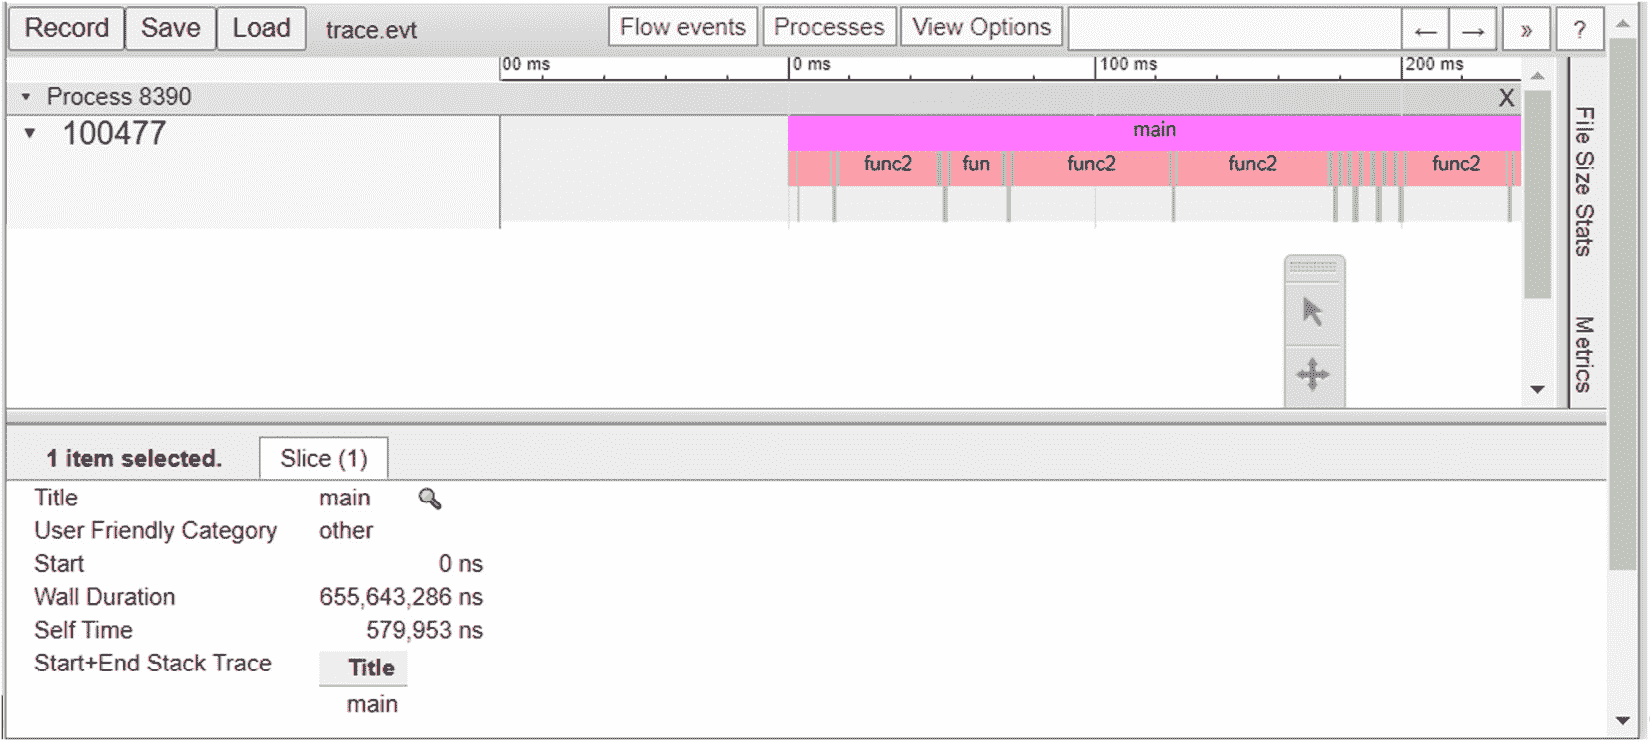 Record Save Load trace.evt Flow events Processes View Options ← → » ?
00 ms 0 ms 100 ms 200 ms
Process 8390 X
100477 main
func2 fun func2 func2 func2
File Size Stats
Metrics
1 item selected. Slice (1)
Title main
User Friendly Category other
Start 0 ns
Wall Duration 655,643,286 ns
Self Time 579,953 ns
Start+End Stack Trace Title
main